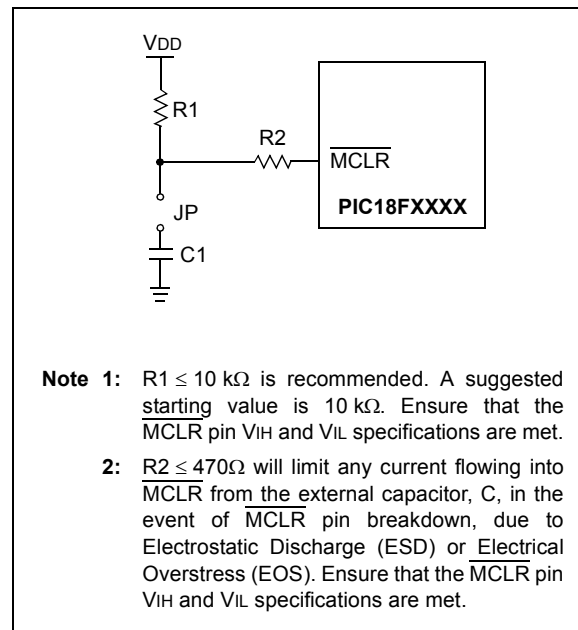 VDD
R1
R2
MCLR
JP
PIC18FXXXX
C1
Note 1: R1 ≤ 10 kΩ is recommended. A suggested
starting value is 10 kΩ. Ensure that the
MCLR pin VIH and VIL specifications are met.
2: R2 ≤ 470Ω will limit any current flowing into
MCLR from the external capacitor, C, in the
event of MCLR pin breakdown, due to
Electrostatic Discharge (ESD) or Electrical
Overstress (EOS). Ensure that the MCLR pin
VIH and VIL specifications are met.